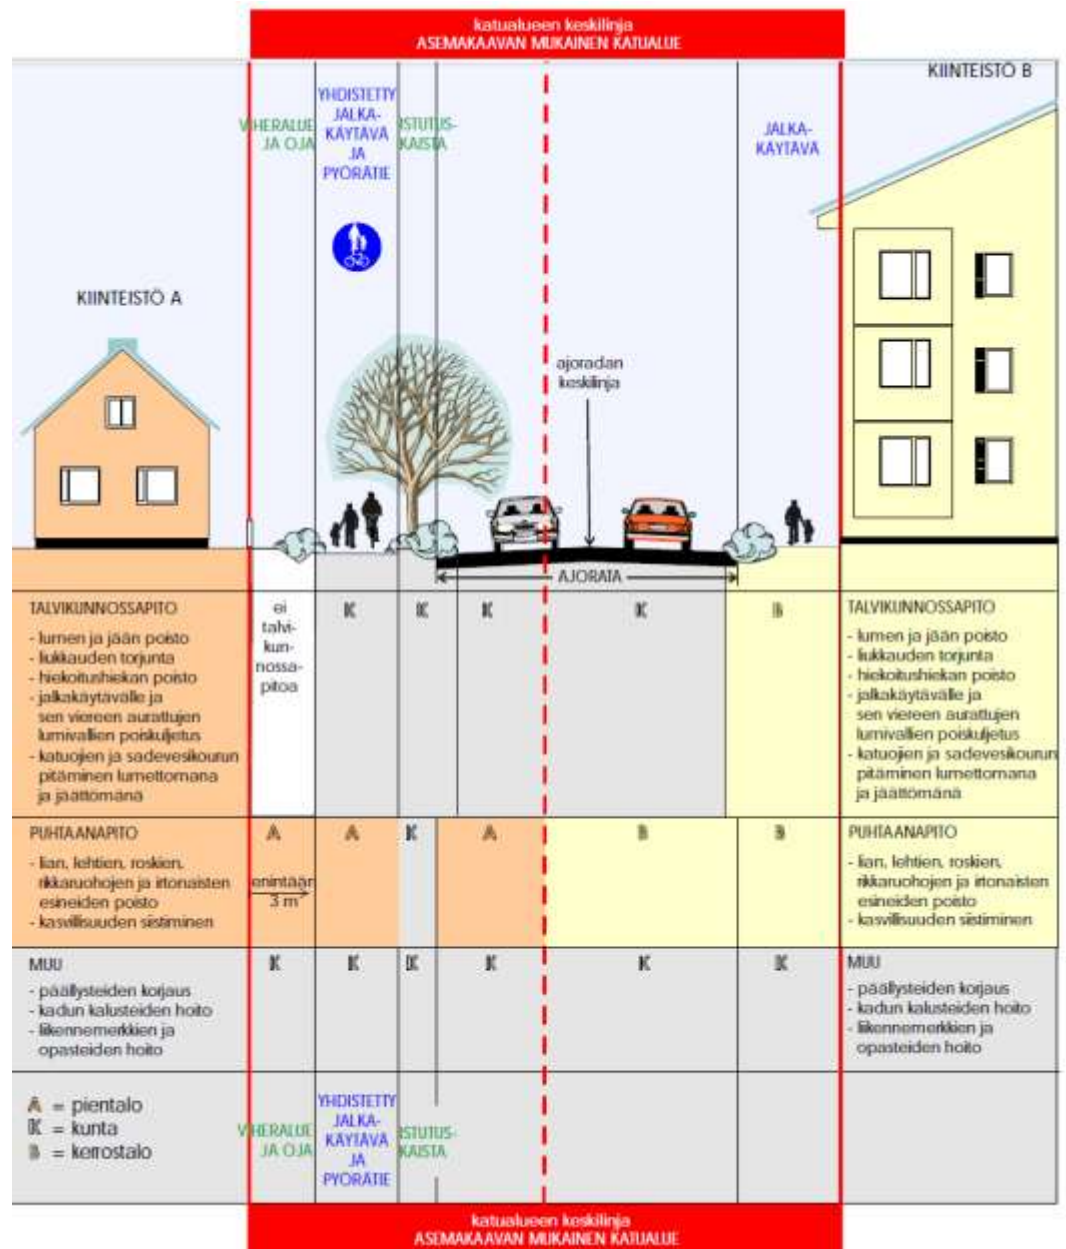 katualueen keskilinja
ASEMAKAAVAN MUKAINEN KATUALUE
KIINTEISTÖ B
VIHERALUE
JA OJA
YHDISTETTY
JALKA-
KÄYTÄVÄ
JA
PYÖRÄTIE
ISTUTUS-
KAISTA
JALKA-
KÄYTÄVÄ
KIINTEISTÖ A
ajoradan
keskilinja
AJORATA
TALVIKUNNOSSAPITO
- lumen ja jään poisto
- liukkauden torjunta
- hiekoitushiekan poisto
- jalkakäytävälle ja
sen viereen aurattujen
lumivallien poiskuljetus
- katuojien ja sadevesikourun
pitäminen lumettomana
ja jäättömänä
ei
talvi-
kun-
nossa-
pitoa
K K K K B
TALVIKUNNOSSAPITO
- lumen ja jään poisto
- liukkauden torjunta
- hiekoitushiekan poisto
- jalkakäytävälle ja
sen viereen aurattujen
lumivallien poiskuljetus
- katuojien ja sadevesikourun
pitäminen lumettomana
ja jäättömänä
PUHTAANAPITO
- lian, lehtien, roskien,
rikkaruohojen ja irtonaisten
esineiden poisto
- kasvillisuuden siistiminen
A A K A B B
enintään
3 m
PUHTAANAPITO
- lian, lehtien, roskien,
rikkaruohojen ja irtonaisten
esineiden poisto
- kasvillisuuden siistiminen
MUU
- päällysteiden korjaus
- kadun kalusteiden hoito
- liikennemerkkien ja
opasteiden hoito
K K K K K K
MUU
- päällysteiden korjaus
- kadun kalusteiden hoito
- liikennemerkkien ja
opasteiden hoito
A = pientalo
K = kunta
B = kerrostalo
VIHERALUE
JA OJA
YHDISTETTY
JALKA-
KÄYTÄVÄ
JA
PYÖRÄTIE
ISTUTUS-
KAISTA
katualueen keskilinja
ASEMAKAAVAN MUKAINEN KATUALUE